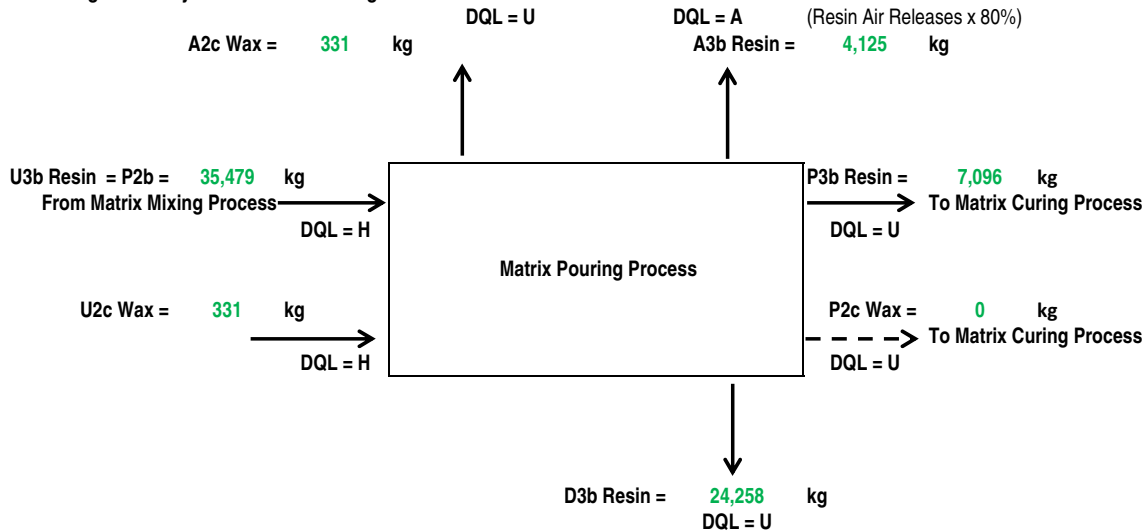 DQL = U DQL = A (Resin Air Releases x 80%)
A2c Wax = 331 kg A3b Resin = 4,125 kg
U3b Resin = P2b = 35,479 kg P3b Resin = 7,096 kg
From Matrix Mixing Process To Matrix Curing Process
DQL = H DQL = U
Matrix Pouring Process
U2c Wax = 331 kg P2c Wax = 0 kg
To Matrix Curing Process
DQL = H DQL = U
D3b Resin = 24,258 kg
DQL = U